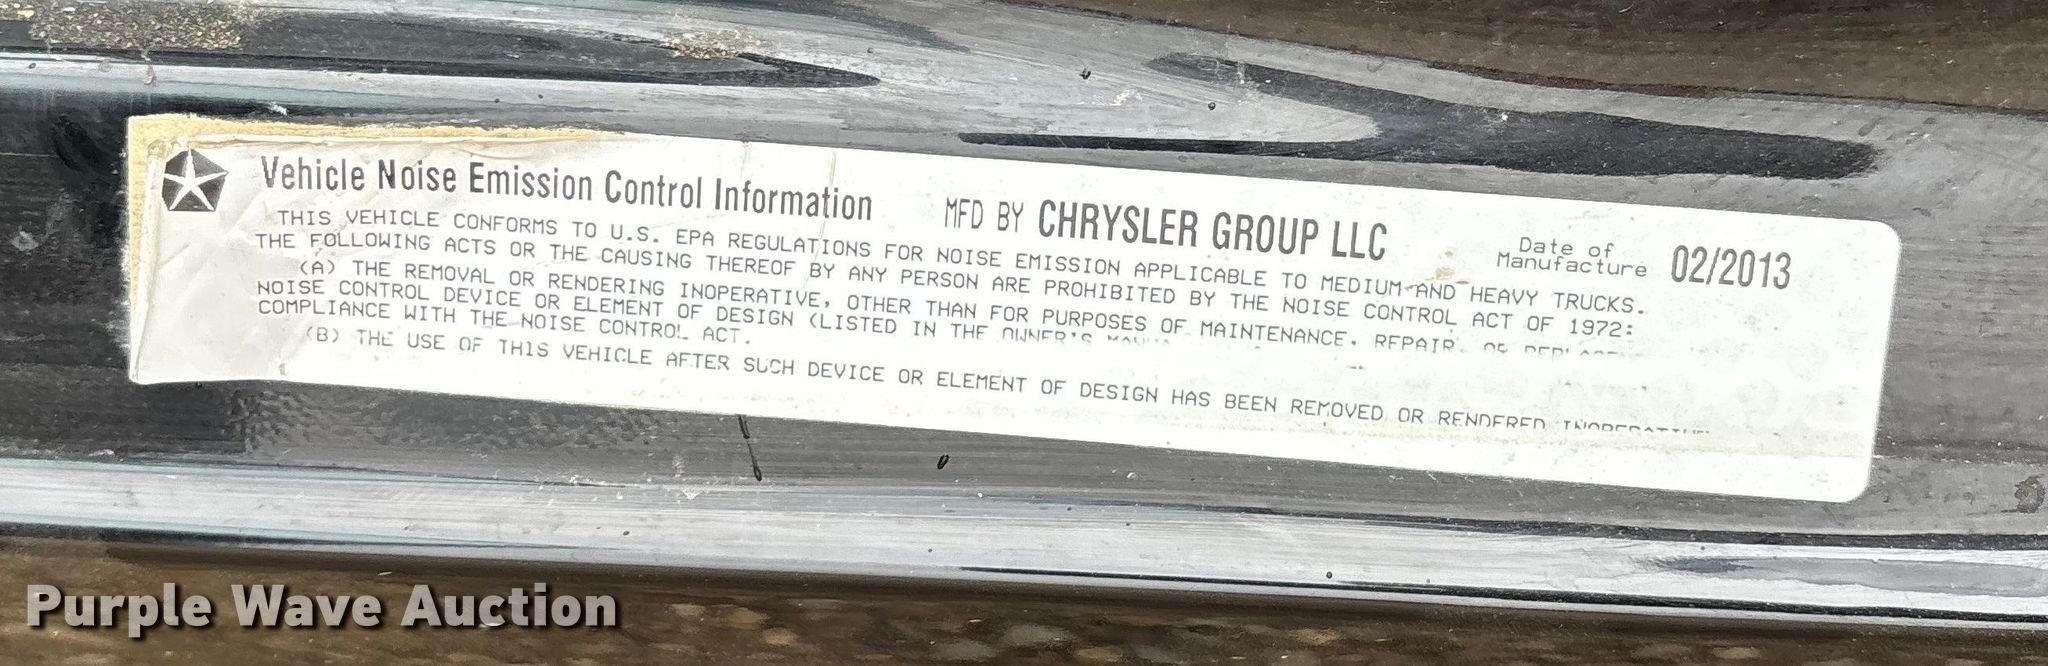 Vehicle Noise Emission Control Information MFD BY CHRYSLER GROUP LLC Date of Manufacture 02/2013
THIS VEHICLE CONFORMS TO U.S. EPA REGULATIONS FOR NOISE EMISSION APPLICABLE TO MEDIUM AND HEAVY TRUCKS.
THE FOLLOWING ACTS OR THE CAUSING THEREOF BY ANY PERSON ARE PROHIBITED BY THE NOISE CONTROL ACT OF 1972:
(A) THE REMOVAL OR RENDERING INOPERATIVE, OTHER THAN FOR PURPOSES OF MAINTENANCE, REPAIR, OR
NOISE CONTROL DEVICE OR ELEMENT OF DESIGN (LISTED IN THE OWNER'S
COMPLIANCE WITH THE NOISE CONTROL ACT.
(B) THE USE OF THIS VEHICLE AFTER SUCH DEVICE OR ELEMENT OF DESIGN HAS BEEN REMOVED OR RENDERED INOPERATIVE
Purple Wave Auction